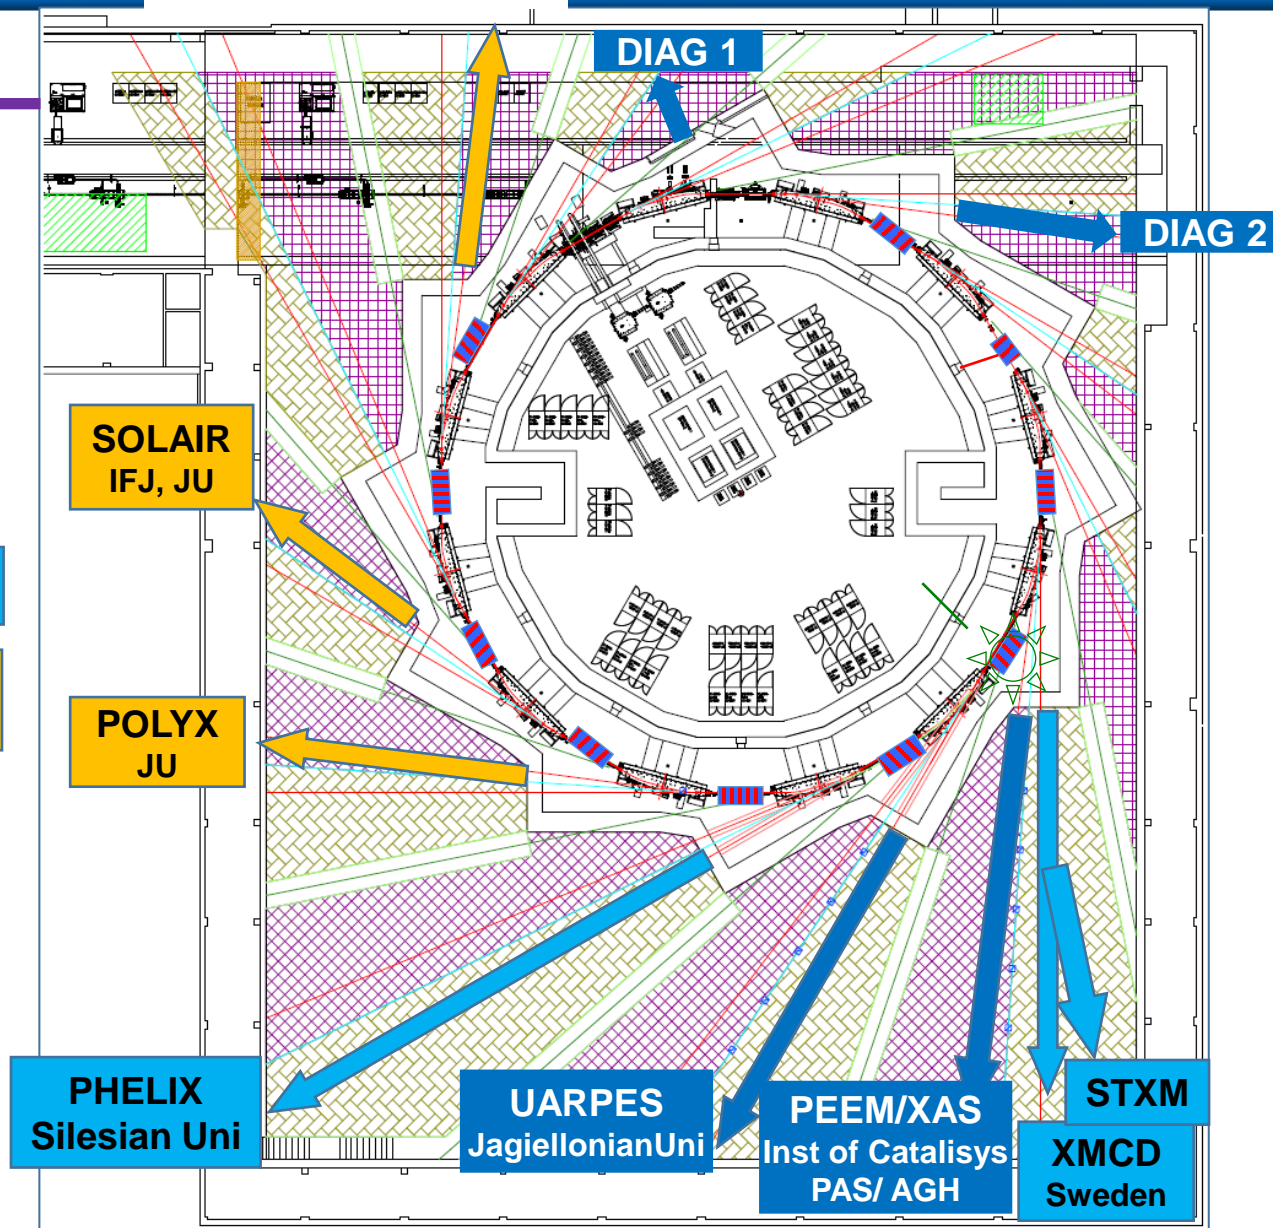 DIAG 1
DIAG 2
SOLAIR
IFJ, JU
POLYX
JU
PHELIX
Silesian Uni
UARPES
JagiellonianUni
PEEM/XAS
Inst of Catalisys
PAS/ AGH
STXM
XMCD
Sweden